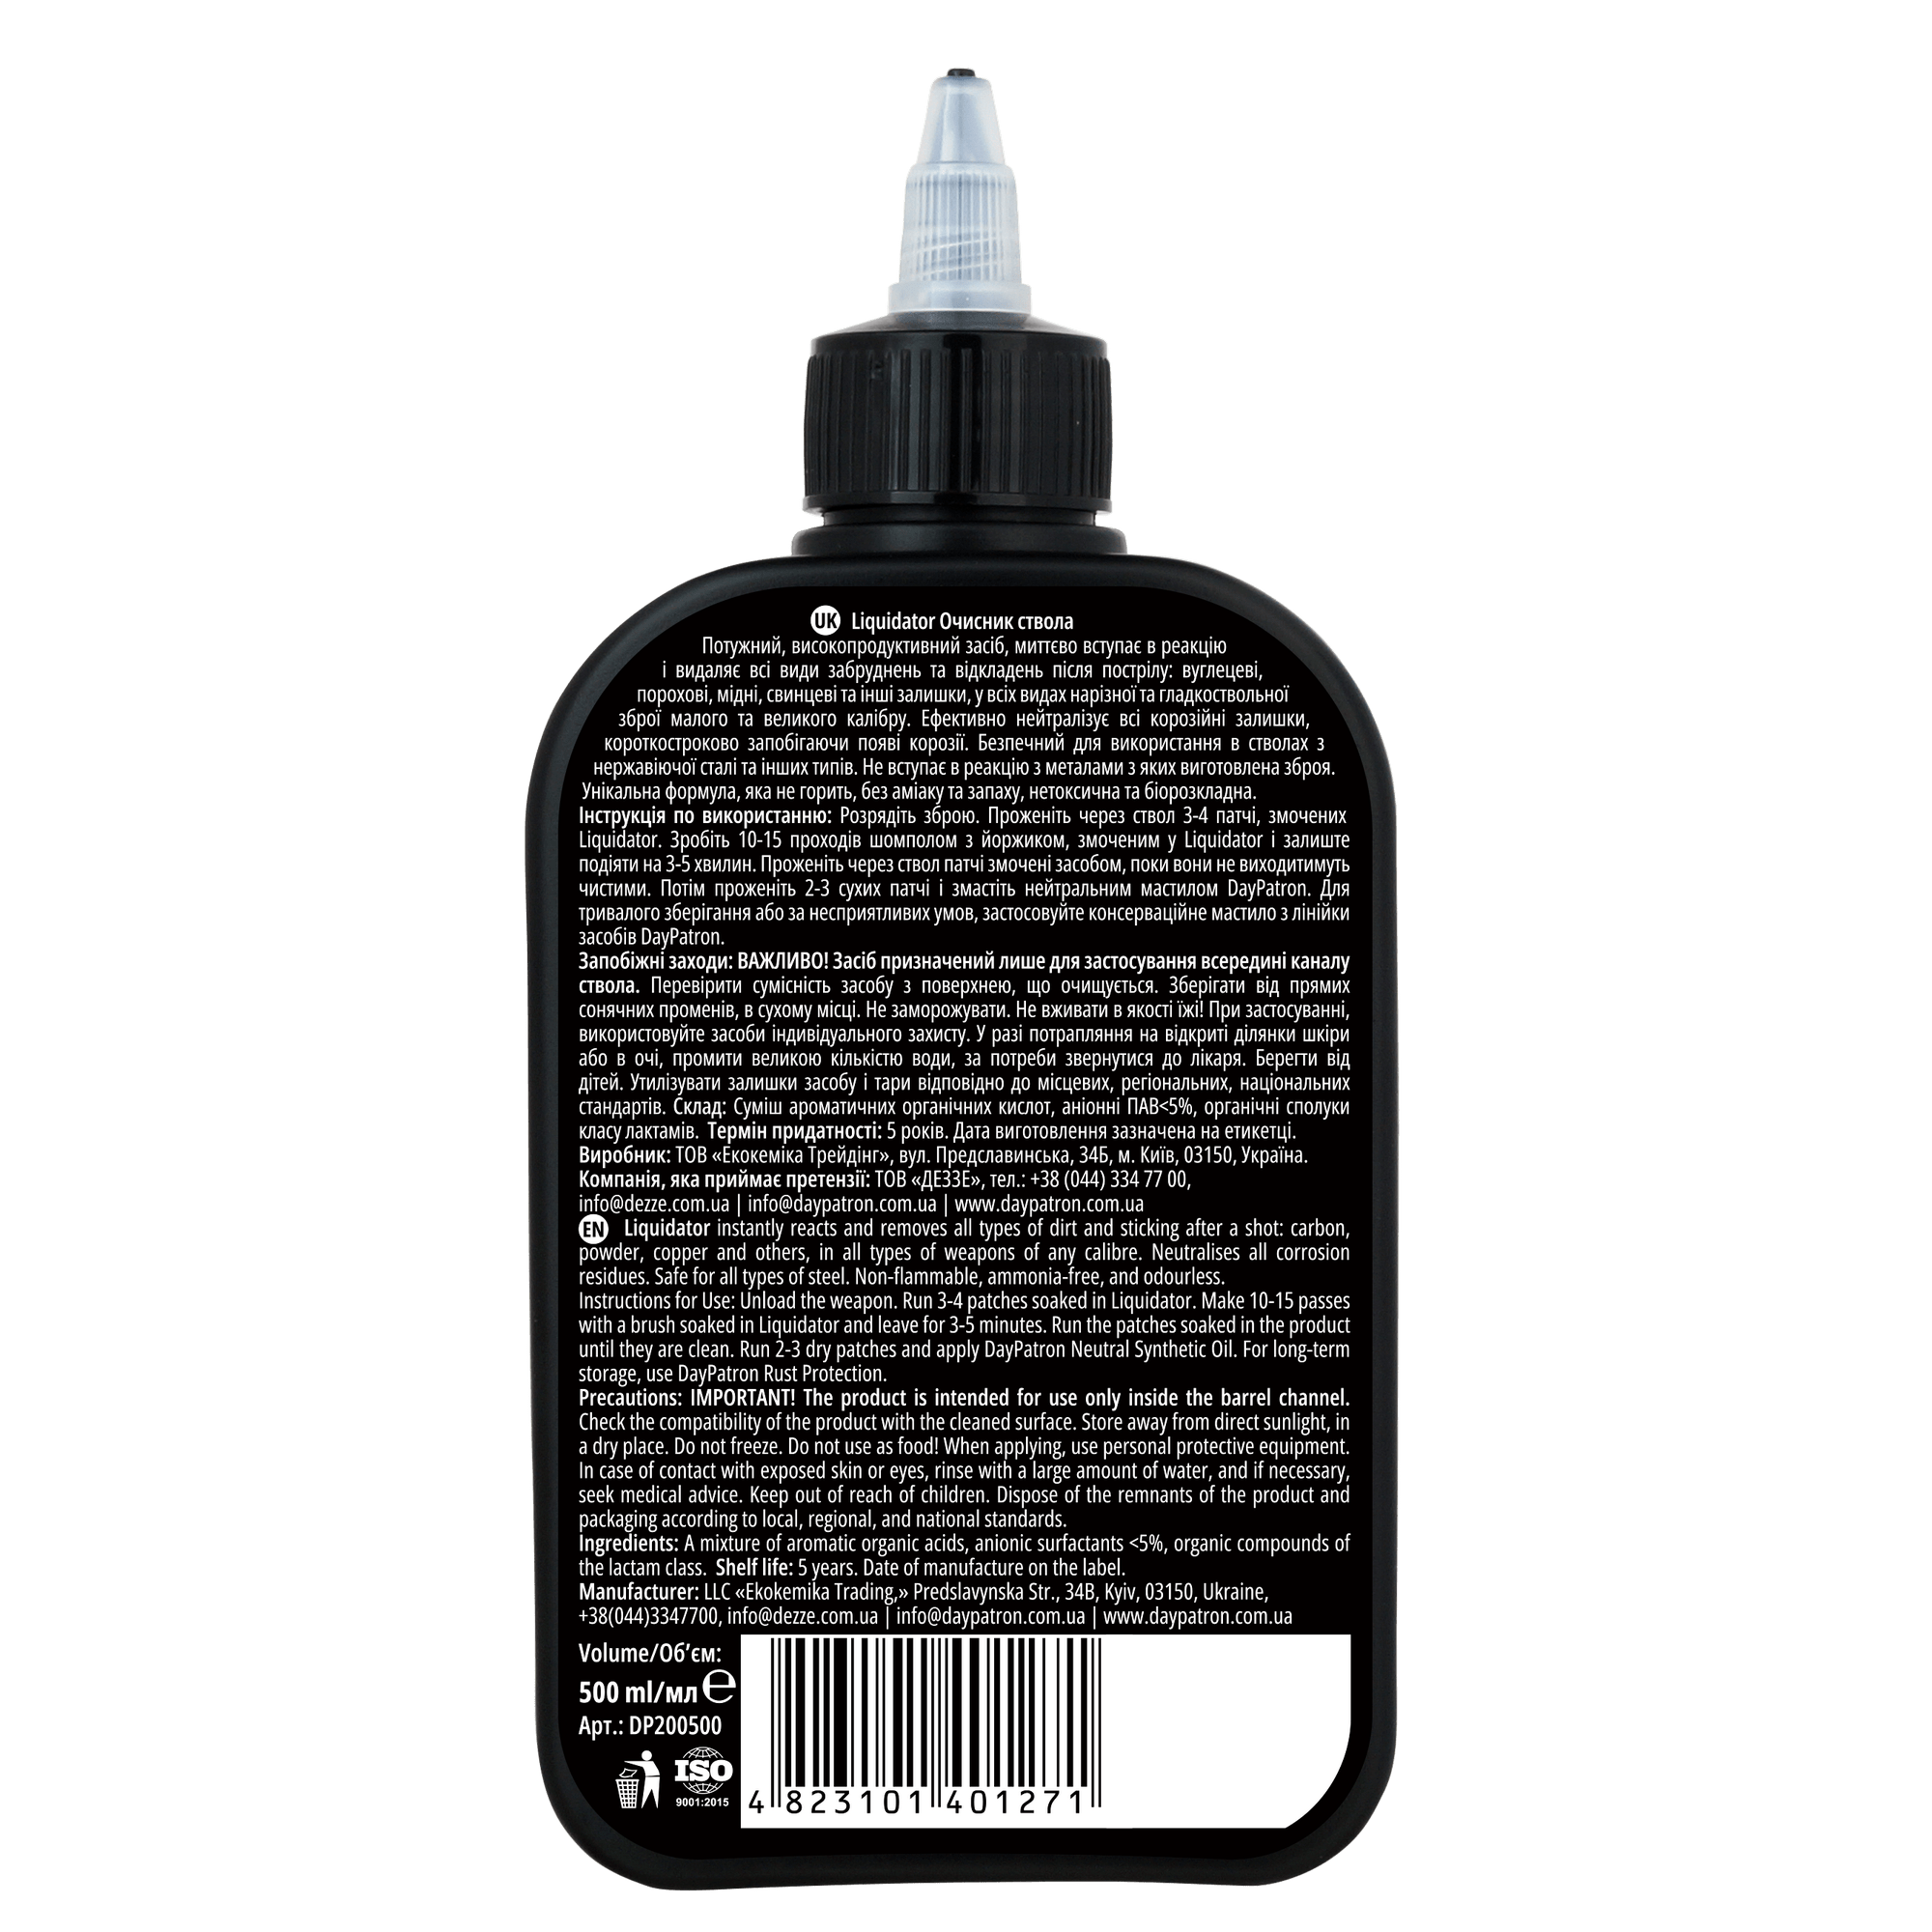 UK Liquidator Очисник ствола
Потужний, високопродуктивний засіб, миттєво вступає в реакцію
і видаляє всі види забруднень та відкладень після пострілу: вуглецеві,
порохові, мідні, свинцеві та інші залишки, у всіх видах нарізної та гладкоствольної
зброї малого та великого калібру. Ефективно нейтралізує всі корозійні залишки,
короткостроково запобігаючи появі корозії. Безпечний для використання в стволах з
нержавіючої сталі та інших типів. Не вступає в реакцію з металами з яких виготовлена зброя.
Унікальна формула, яка не горить, без аміаку та запаху, нетоксична та біорозкладна.
Інструкція по використанню: Розрядіть зброю. Проженіть через ствол 3-4 патчі, змочених
Liquidator. Зробіть 10-15 проходів шомполом з йоржиком, змоченим у Liquidator і залиште
подіяти на 3-5 хвилин. Проженіть через ствол патчі змочені засобом, поки вони не виходитимуть
чистими. Потім проженіть 2-3 сухих патчі і змастіть нейтральним мастилом DayPatron. Для
тривалого зберігання або за несприятливих умов, застосовуйте консерваційне мастило з лінійки
засобів DayPatron.
Запобіжні заходи: ВАЖЛИВО! Засіб призначений лише для застосування всередині каналу
ствола. Перевірити сумісність засобу з поверхнею, що очищується. Зберігати від прямих
сонячних променів, в сухому місці. Не заморожувати. Не вживати в якості їжі! При застосуванні,
використовуйте засоби індивідуального захисту. У разі потрапляння на відкриті ділянки шкіри
або в очі, промити великою кількістю води, за потреби звернутися до лікаря. Берегти від
дітей. Утилізувати залишки засобу і тари відповідно до місцевих, регіональних, національних
стандартів. Склад: Суміш ароматичних органічних кислот, аніонні ПАВ<5%, органічні сполуки
класу лактамів. Термін придатності: 5 років. Дата виготовлення зазначена на етикетці.
Виробник: ТОВ «Екокеміка Трейдінг», вул. Предславинська, 34Б, м. Київ, 03150, Україна.
Компанія, яка приймає претензії: ТОВ «ДЕЗЗЕ», тел.: +38 (044) 334 77 00,
info@dezze.com.ua | info@daypatron.com.ua | www.daypatron.com.ua
EN Liquidator instantly reacts and removes all types of dirt and sticking after a shot: carbon,
powder, copper and others, in all types of weapons of any calibre. Neutralises all corrosion
residues. Safe for all types of steel. Non-flammable, ammonia-free, and odourless.
Instructions for Use: Unload the weapon. Run 3-4 patches soaked in Liquidator. Make 10-15 passes
with a brush soaked in Liquidator and leave for 3-5 minutes. Run the patches soaked in the product
until they are clean. Run 2-3 dry patches and apply DayPatron Neutral Synthetic Oil. For long-term
storage, use DayPatron Rust Protection.
Precautions: IMPORTANT! The product is intended for use only inside the barrel channel.
Check the compatibility of the product with the cleaned surface. Store away from direct sunlight, in
a dry place. Do not freeze. Do not use as food! When applying, use personal protective equipment.
In case of contact with exposed skin or eyes, rinse with a large amount of water, and if necessary,
seek medical advice. Keep out of reach of children. Dispose of the remnants of the product and
packaging according to local, regional, and national standards.
Ingredients: A mixture of aromatic organic acids, anionic surfactants <5%, organic compounds of
the lactam class. Shelf life: 5 years. Date of manufacture on the label.
Manufacturer: LLC «Ekokemika Trading,» Predslavynska Str., 34B, Kyiv, 03150, Ukraine,
+38(044)3347700, info@dezze.com.ua | info@daypatron.com.ua | www.daypatron.com.ua
Volume/Об’єм:
500 ml/мл ℮
Арт.: DP200500
ISO
9001:2015
4 823101 401271